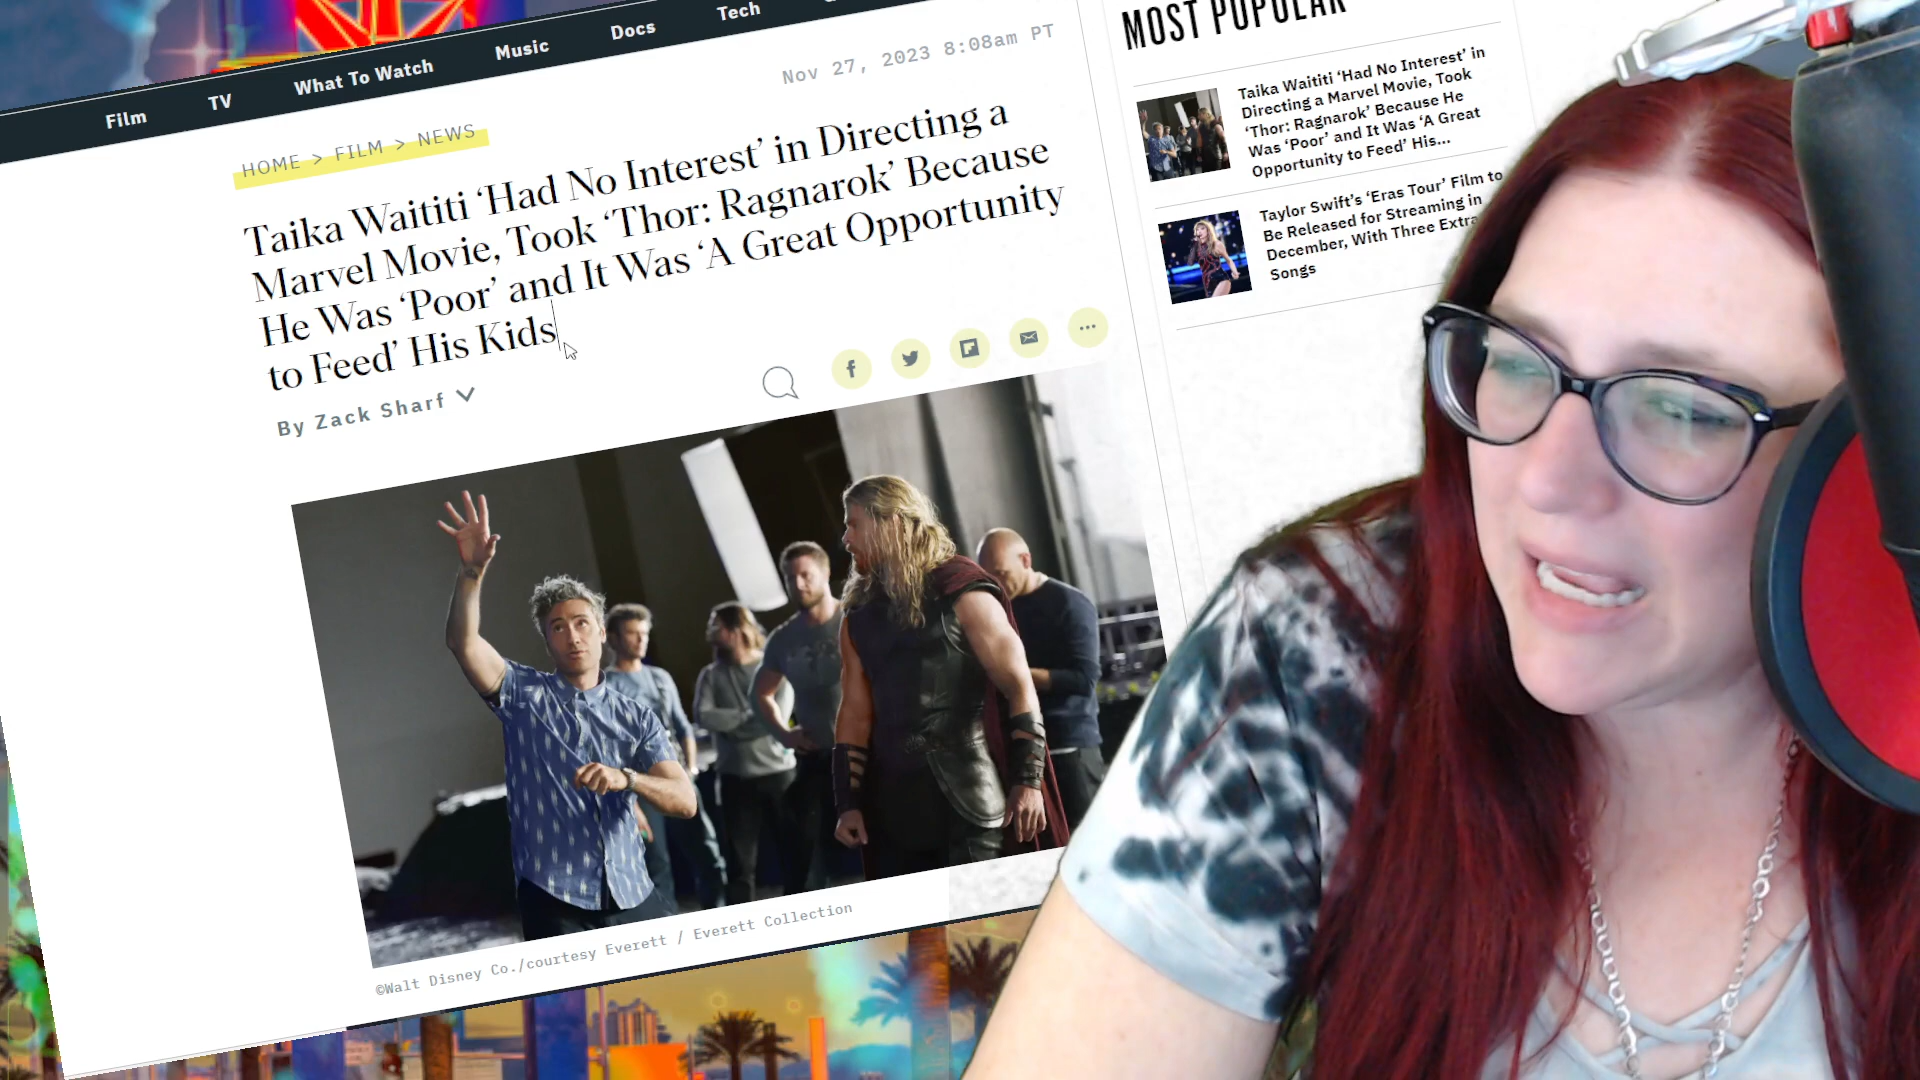 Film TV What To Watch Music Docs Tech
HOME > FILM > NEWS
Nov 27, 2023 8:08am PT
Taika Waititi ‘Had No Interest’ in Directing a
Marvel Movie, Took ‘Thor: Ragnarok’ Because
He Was ‘Poor’ and It Was ‘A Great Opportunity
to Feed’ His Kids
By Zack Sharf
©Walt Disney Co./courtesy Everett / Everett Collection
MOST POPULAR
Taika Waititi ‘Had No Interest’ in
Directing a Marvel Movie, Took
‘Thor: Ragnarok’ Because He
Was ‘Poor’ and It Was ‘A Great
Opportunity to Feed’ His...
Taylor Swift’s ‘Eras Tour’ Film to
Be Released for Streaming in
December, With Three Extra
Songs